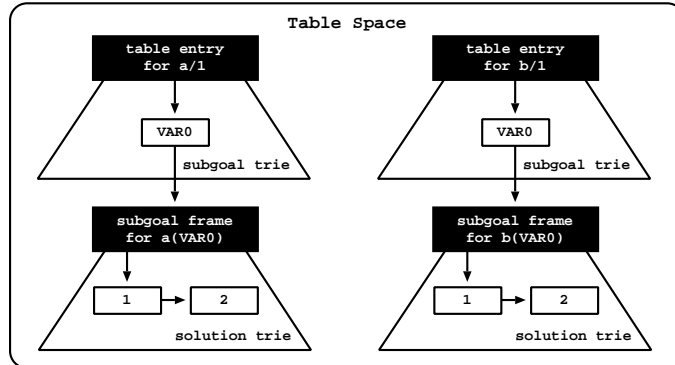 Table Space
table entry
for a/1
VAR0
subgoal trie
subgoal frame
for a(VAR0)
1
2
solution trie
table entry
for b/1
VAR0
subgoal trie
subgoal frame
for b(VAR0)
1
2
solution trie